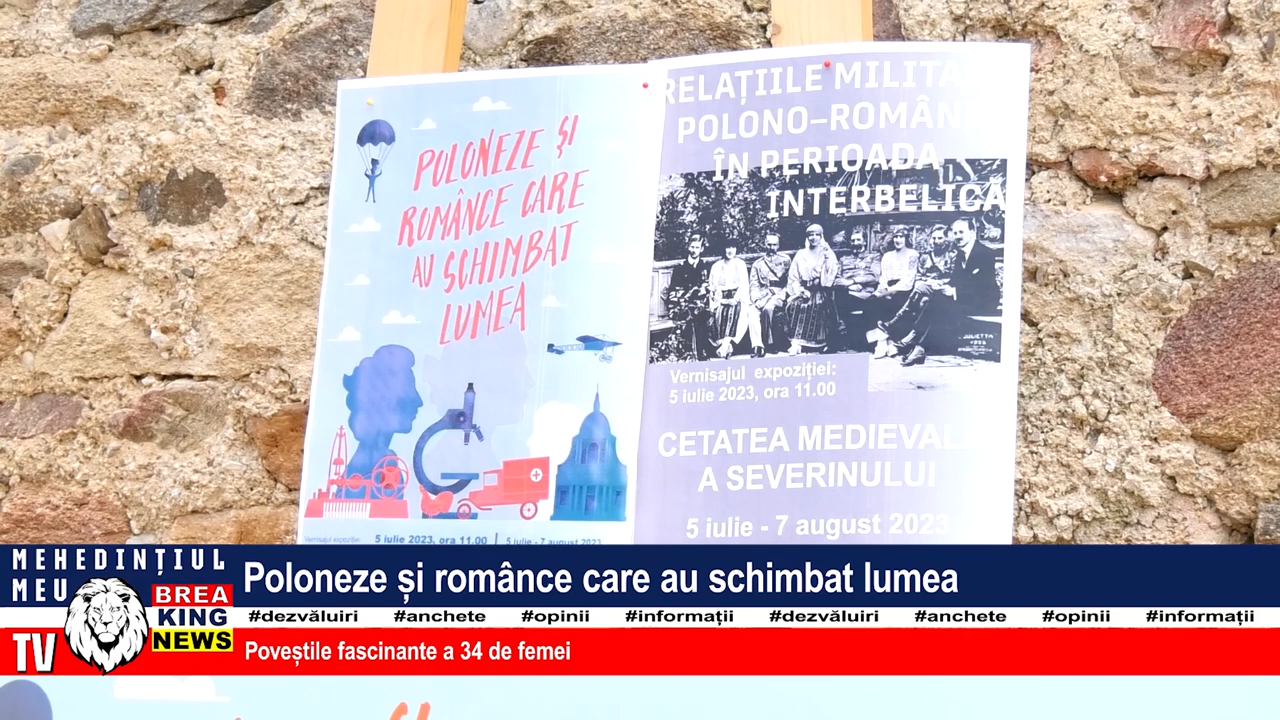 POLONEZE ȘI
ROMÂNCE CARE
AU SCHIMBAT
LUMEA
Vernisajul expoziției: 5 iulie 2023, ora 11.00 | 5 iulie - 7 august 2023
RELAȚIILE MILITA
POLONO–ROMÂN
ÎN PERIOADA
INTERBELICĂ
JULIETTA
Vernisajul expoziției:
5 iulie 2023, ora 11.00
CETATEA MEDIEVAL
A SEVERINULUI
5 iulie - 7 august 2023
MEHEDINȚIUL
MEU
TV
BREA
KING
NEWS
Poloneze și românce care au schimbat lumea
#dezvăluiri #anchete #opinii #informații #dezvăluiri #anchete #opinii #informații
Poveștile fascinante a 34 de femei